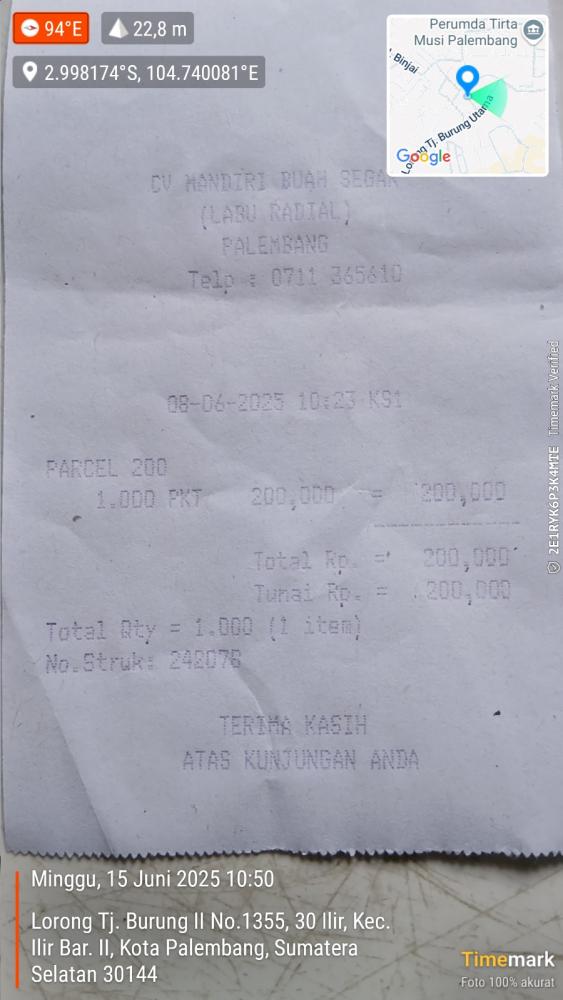 94°E
22,8 m
2.998174°S, 104.740081°E
Perumda Tirta
Musi Palembang
. Binjai
Lorong Tj. Burung Utama
Google
CV MANDIRI BUAH SEGAR
(LABU RADIAL)
PALEMBANG
Telp : 0711 365610
08-06-2025 10:23 KS1
PARCEL 200
1.000 PKT 200,000 = 200,000
Total Rp. = 200,000
Tunai Rp. = 200,000
Total Qty = 1.000 (1 item)
No.Struk: 242078
TERIMA KASIH
ATAS KUNJUNGAN ANDA
2E1RYK6P3K4MTE Timemark Verified
Minggu, 15 Juni 2025 10:50
Lorong Tj. Burung II No.1355, 30 Ilir, Kec.
Ilir Bar. II, Kota Palembang, Sumatera
Selatan 30144
Timemark
Foto 100% akurat